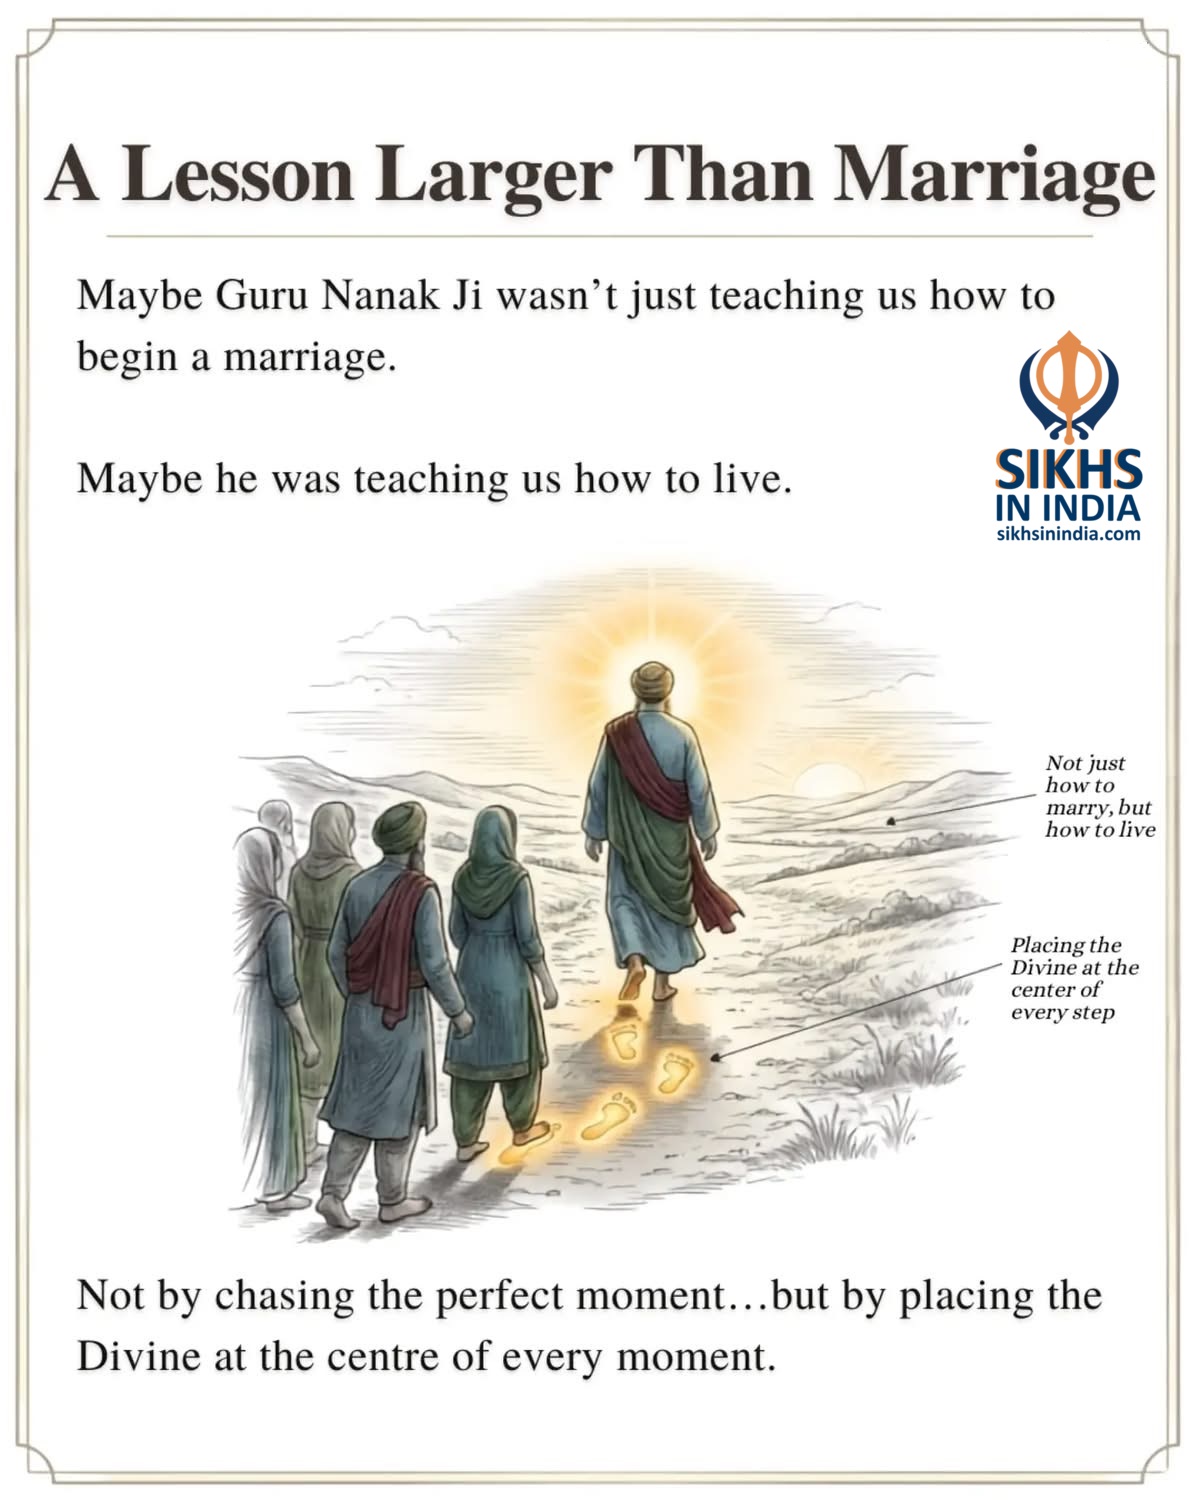 A Lesson Larger Than Marriage
Maybe Guru Nanak Ji wasn’t just teaching us how to
begin a marriage.
Maybe he was teaching us how to live.
SIKHS
IN INDIA
sikhsinindia.com
Not just
how to
marry, but
how to live
Placing the
Divine at the
center of
every step
Not by chasing the perfect moment…but by placing the
Divine at the centre of every moment.